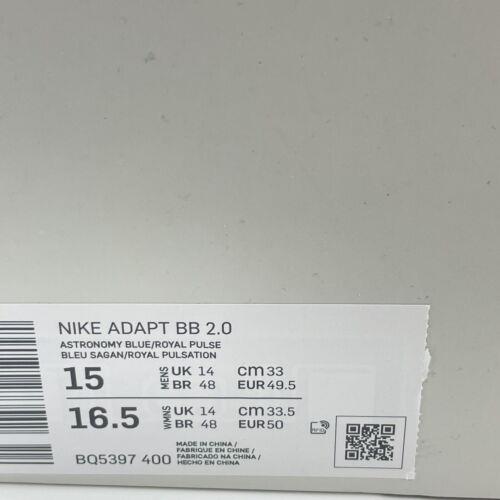 NIKE ADAPT BB 2.0
ASTRONOMY BLUE/ROYAL PULSE
BLEU SAGAN/ROYAL PULSATION
15 MENS UK 14 CM 33
BR 48 EUR 49.5
16.5 WMNS UK 14 CM 33.5
BR 48 EUR 50
BQ5397 400
MADE IN CHINA /
FABRIQUE EN CHINE /
FABRICADO NA CHINA /
HECHO EN CHINA